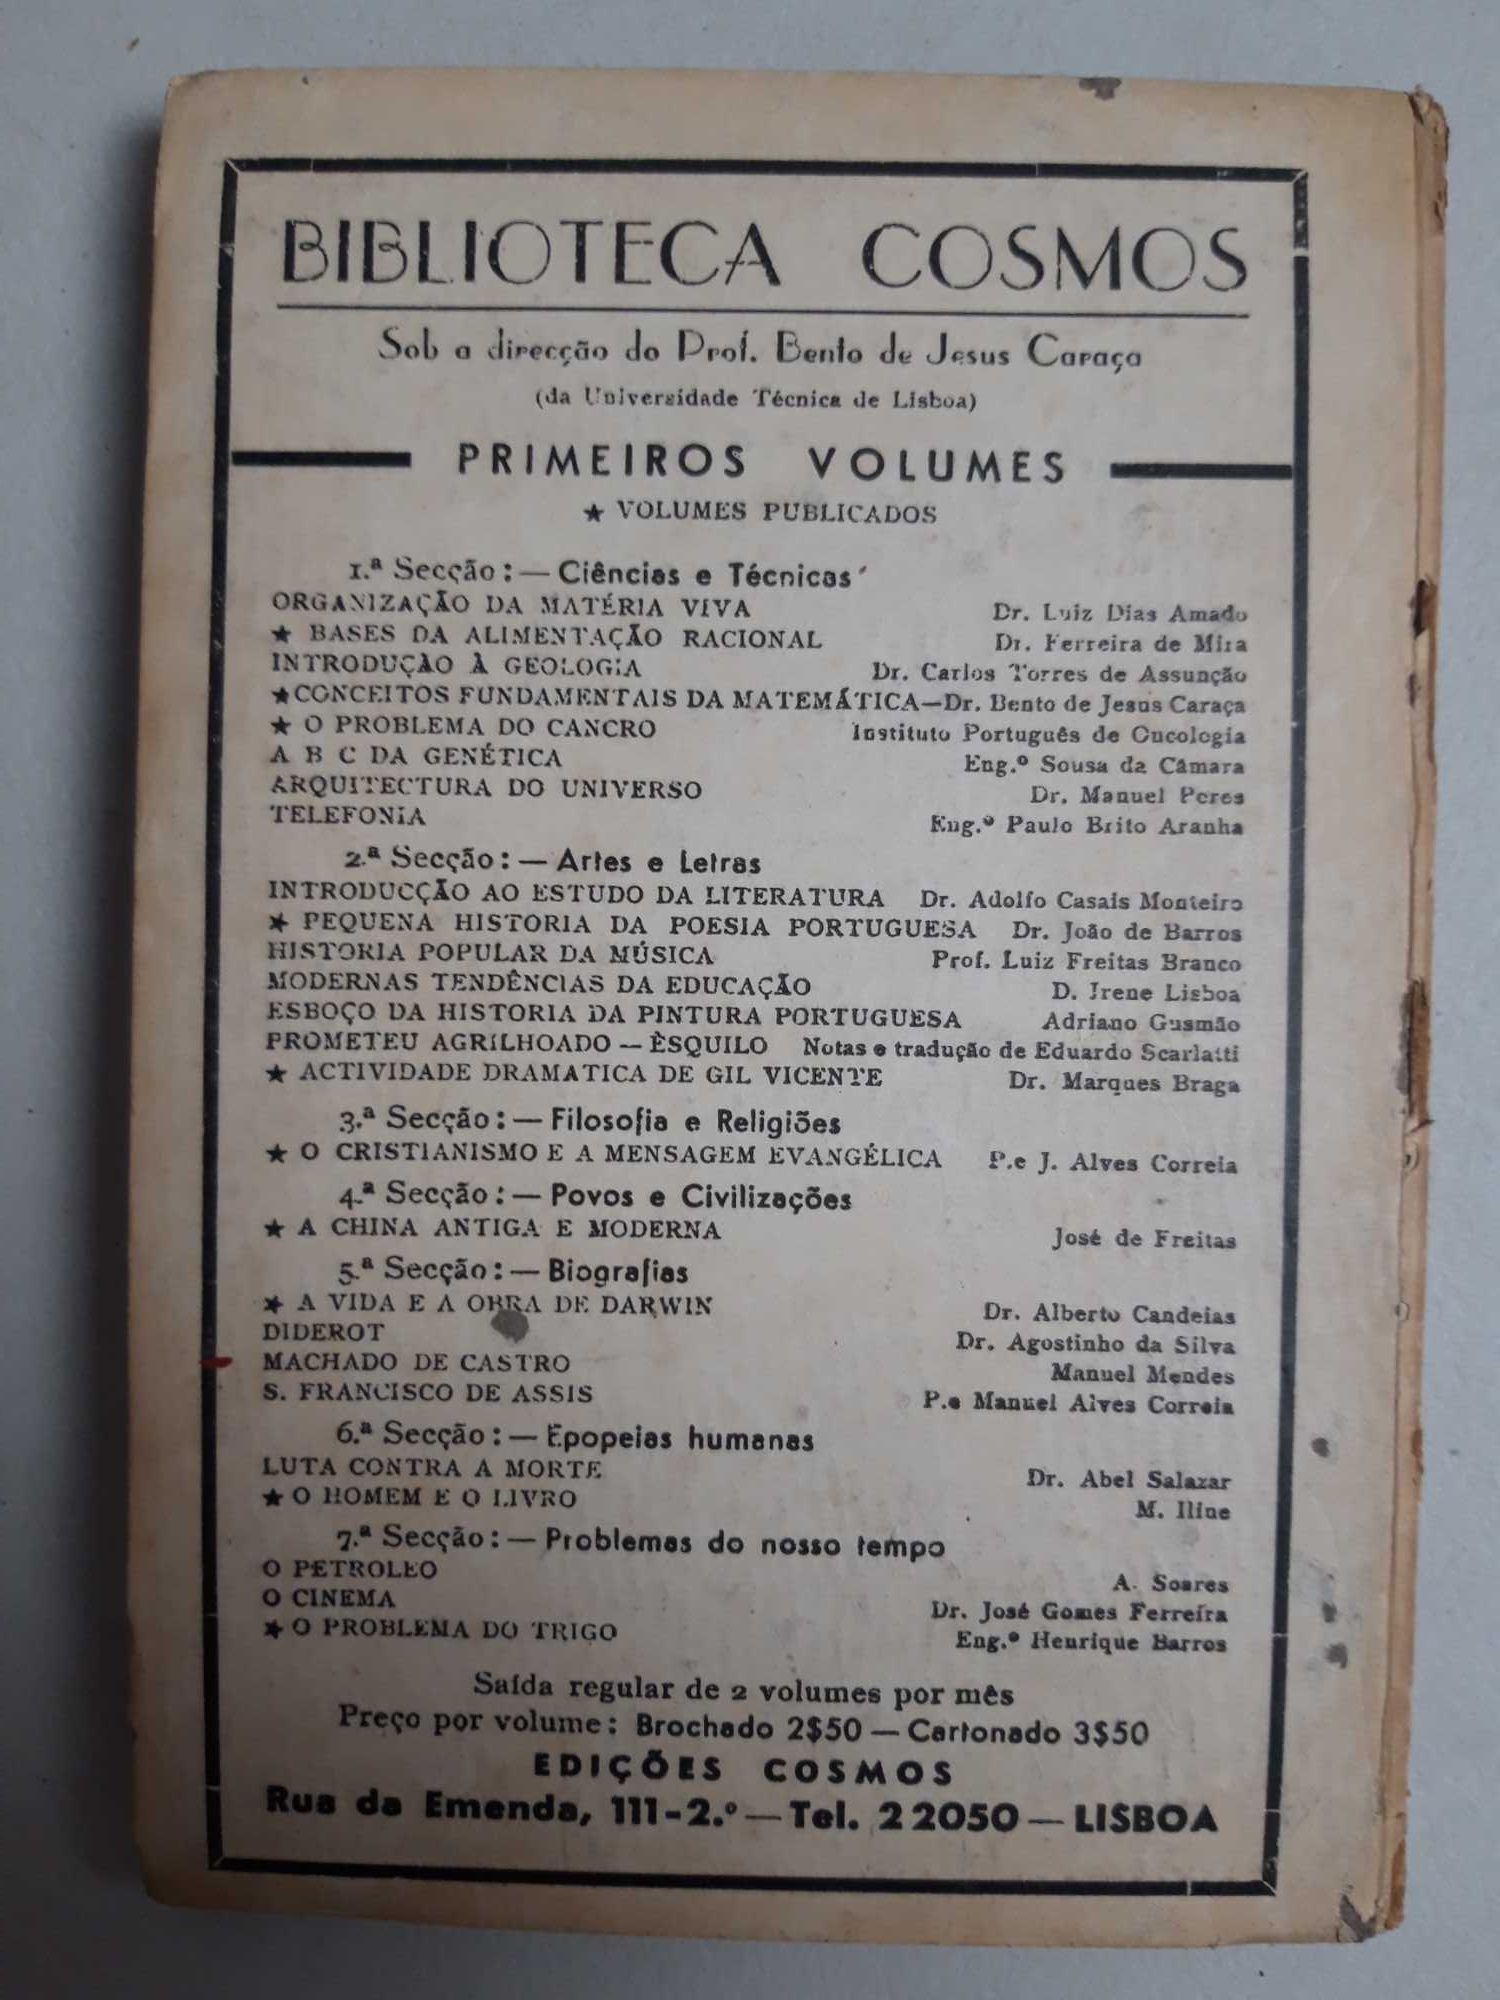 BIBLIOTECA COSMOS
Sob a direcção do Prof. Bento de Jesus Caraça
(da Universidade Técnica de Lisboa)
PRIMEIROS VOLUMES
★ VOLUMES PUBLICADOS
1.ª Secção: — Ciências e Técnicas
ORGANIZAÇÃO DA MATÉRIA VIVA Dr. Luiz Dias Amado
★ BASES DA ALIMENTAÇÃO RACIONAL Dr. Ferreira de Mira
INTRODUÇÃO À GEOLOGIA Dr. Carlos Torres de Assunção
★ CONCEITOS FUNDAMENTAIS DA MATEMÁTICA—Dr. Bento de Jesus Caraça
★ O PROBLEMA DO CANCRO Instituto Português de Oncologia
A B C DA GENÉTICA Eng.º Sousa da Câmara
ARQUITECTURA DO UNIVERSO Dr. Manuel Peres
TELEFONIA Eng.º Paulo Brito Aranha
2.ª Secção: — Artes e Letras
INTRODUCÇÃO AO ESTUDO DA LITERATURA Dr. Adolfo Casais Monteiro
★ PEQUENA HISTORIA DA POESIA PORTUGUESA Dr. João de Barros
HISTORIA POPULAR DA MÚSICA Prof. Luiz Freitas Branco
MODERNAS TENDÊNCIAS DA EDUCAÇÃO D. Irene Lisboa
ESBOÇO DA HISTORIA DA PINTURA PORTUGUESA Adriano Gusmão
PROMETEU AGRILHOADO — ÈSQUILO Notas e tradução de Eduardo Scarlatti
★ ACTIVIDADE DRAMATICA DE GIL VICENTE Dr. Marques Braga
3.ª Secção: — Filosofia e Religiões
★ O CRISTIANISMO E A MENSAGEM EVANGÉLICA P.e J. Alves Correia
4.ª Secção: — Povos e Civilizações
★ A CHINA ANTIGA E MODERNA José de Freitas
5.ª Secção: — Biografias
★ A VIDA E A OBRA DE DARWIN Dr. Alberto Candeias
DIDEROT Dr. Agostinho da Silva
MACHADO DE CASTRO Manuel Mendes
S. FRANCISCO DE ASSIS P.e Manuel Alves Correia
6.ª Secção: — Epopeias humanas
LUTA CONTRA A MORTE Dr. Abel Salazar
★ O HOMEM E O LIVRO M. Iline
7.ª Secção: — Problemas do nosso tempo
O PETROLEO A. Soares
O CINEMA Dr. José Gomes Ferreira
★ O PROBLEMA DO TRIGO Eng.º Henrique Barros
Saída regular de 2 volumes por mês
Preço por volume: Brochado 2$50 — Cartonado 3$50
EDIÇÕES COSMOS
Rua da Emenda, 111-2.º — Tel. 2 2050 — LISBOA